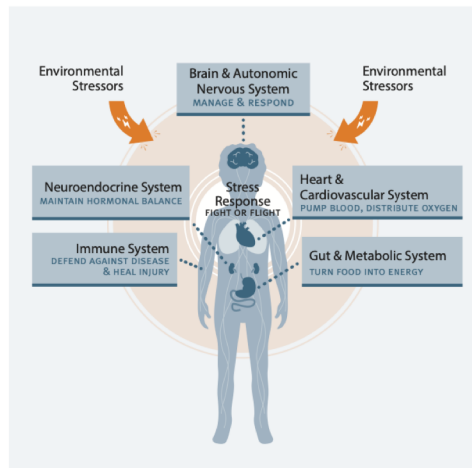 Environmental
Stressors
Brain & Autonomic
Nervous System
MANAGE & RESPOND
Environmental
Stressors
Neuroendocrine System
MAINTAIN HORMONAL BALANCE
Stress
Response
FIGHT OR FLIGHT
Heart &
Cardiovascular System
PUMP BLOOD, DISTRIBUTE OXYGEN
Immune System
DEFEND AGAINST DISEASE
& HEAL INJURY
Gut & Metabolic System
TURN FOOD INTO ENERGY